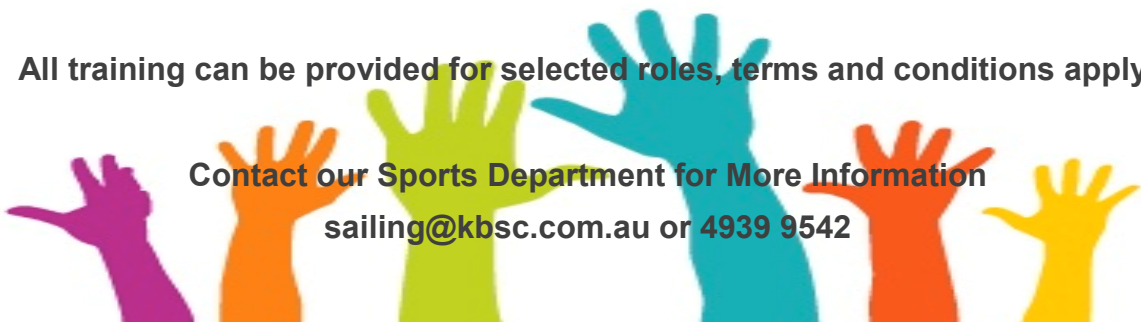 All training can be provided for selected roles, terms and conditions apply
Contact our Sports Department for More Information
sailing@kbsc.com.au or 4939 9542